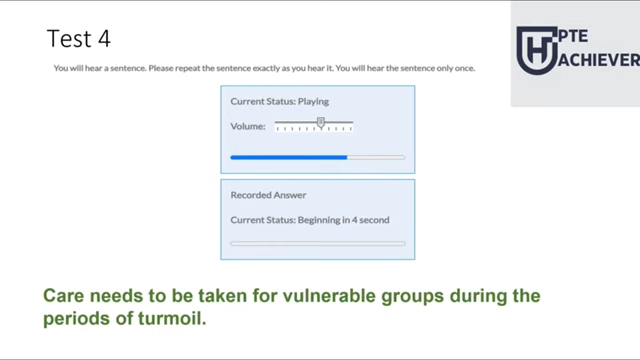 Test 4
PTE
ACHIEVER
You will hear a sentence. Please repeat the sentence exactly as you hear it. You will hear the sentence only once.
Current Status: Playing
Volume:
Recorded Answer
Current Status: Beginning in 4 second
Care needs to be taken for vulnerable groups during the
periods of turmoil.